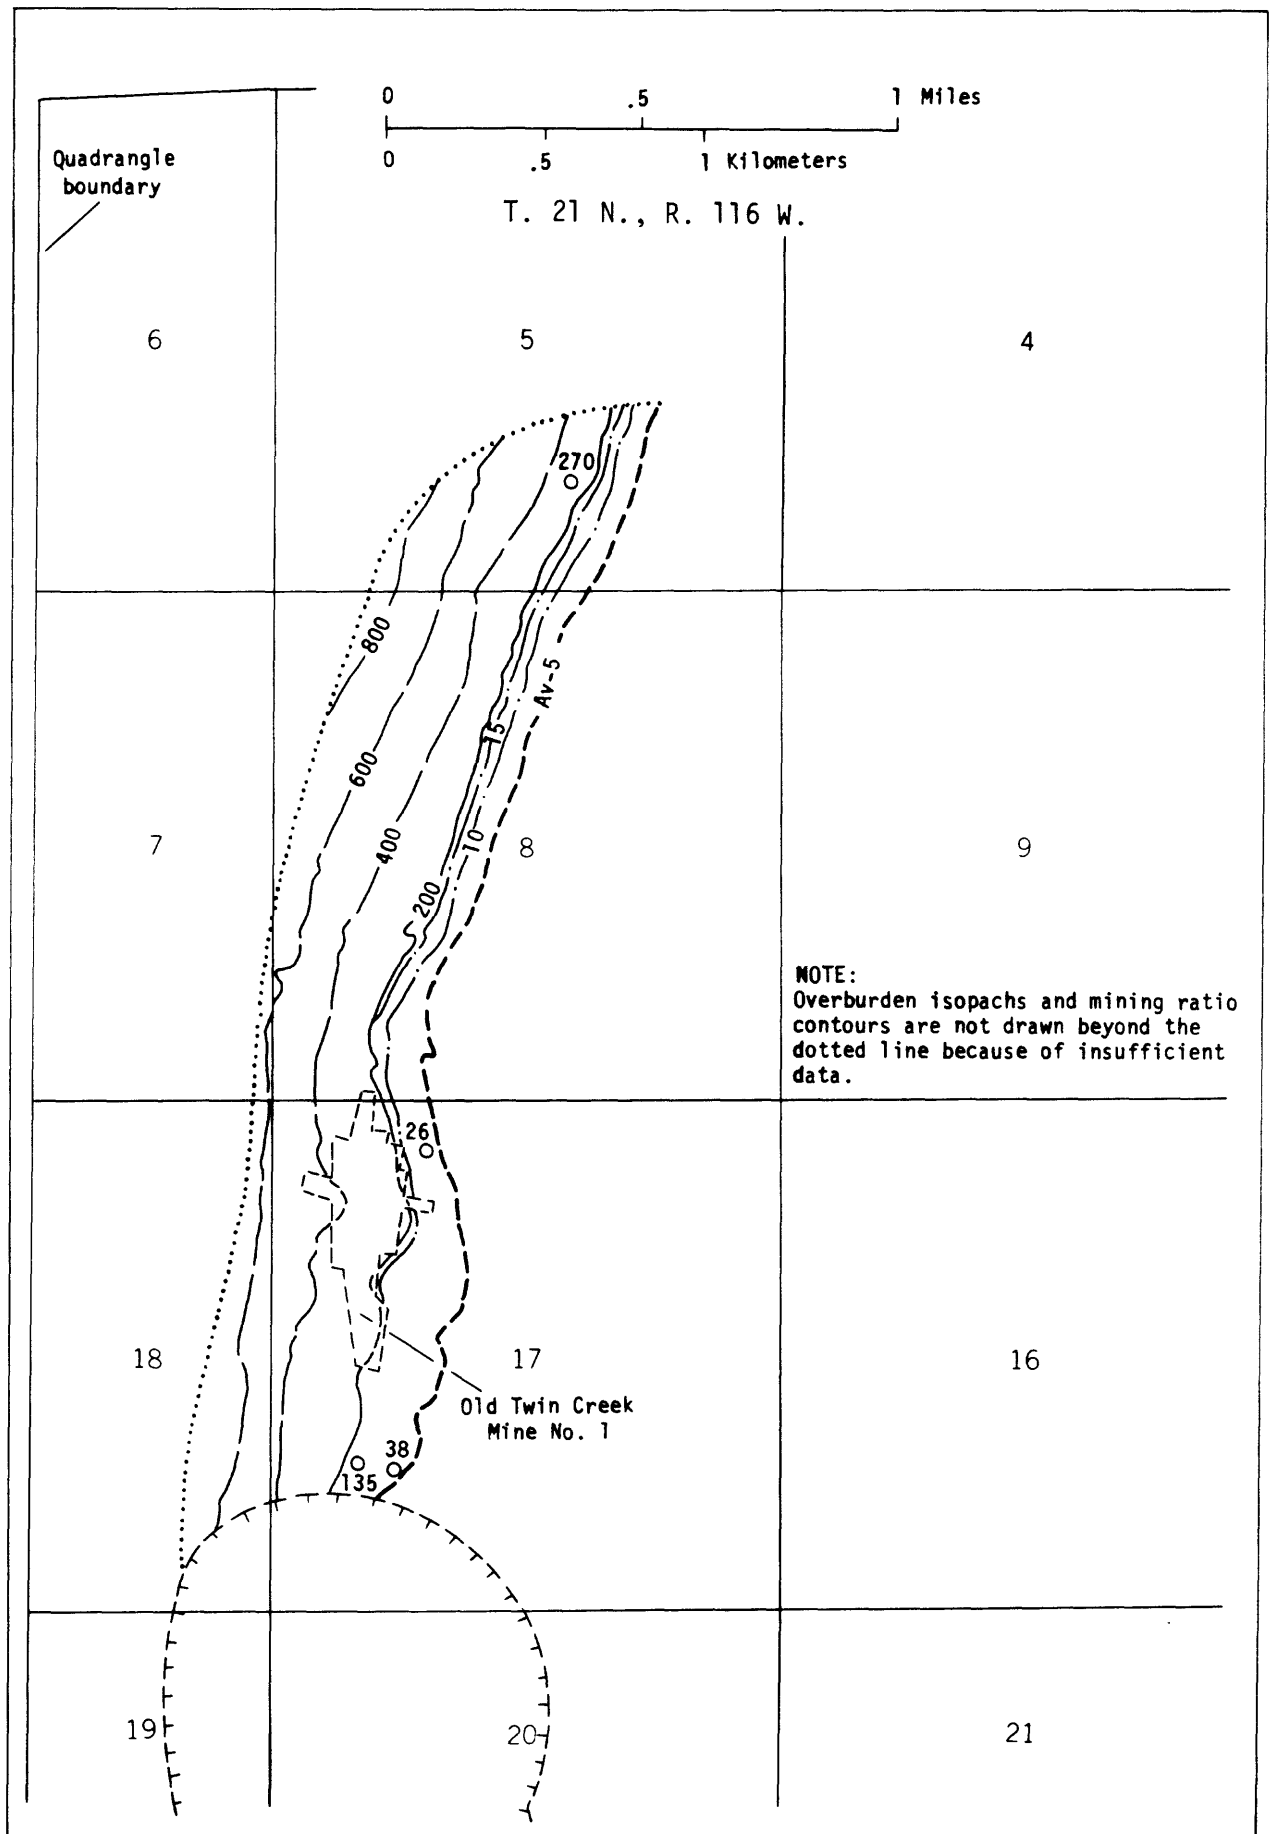 0 .5 1 Miles
0 .5 1 Kilometers
Quadrangle
boundary
T. 21 N., R. 116 W.
6 5 4
270
800
Av-5
15
600
400
10
7 8 9
200
NOTE:
Overburden isopachs and mining ratio
contours are not drawn beyond the
dotted line because of insufficient
data.
26
18 17 16
Old Twin Creek
Mine No. 1
38
135
19 20 21